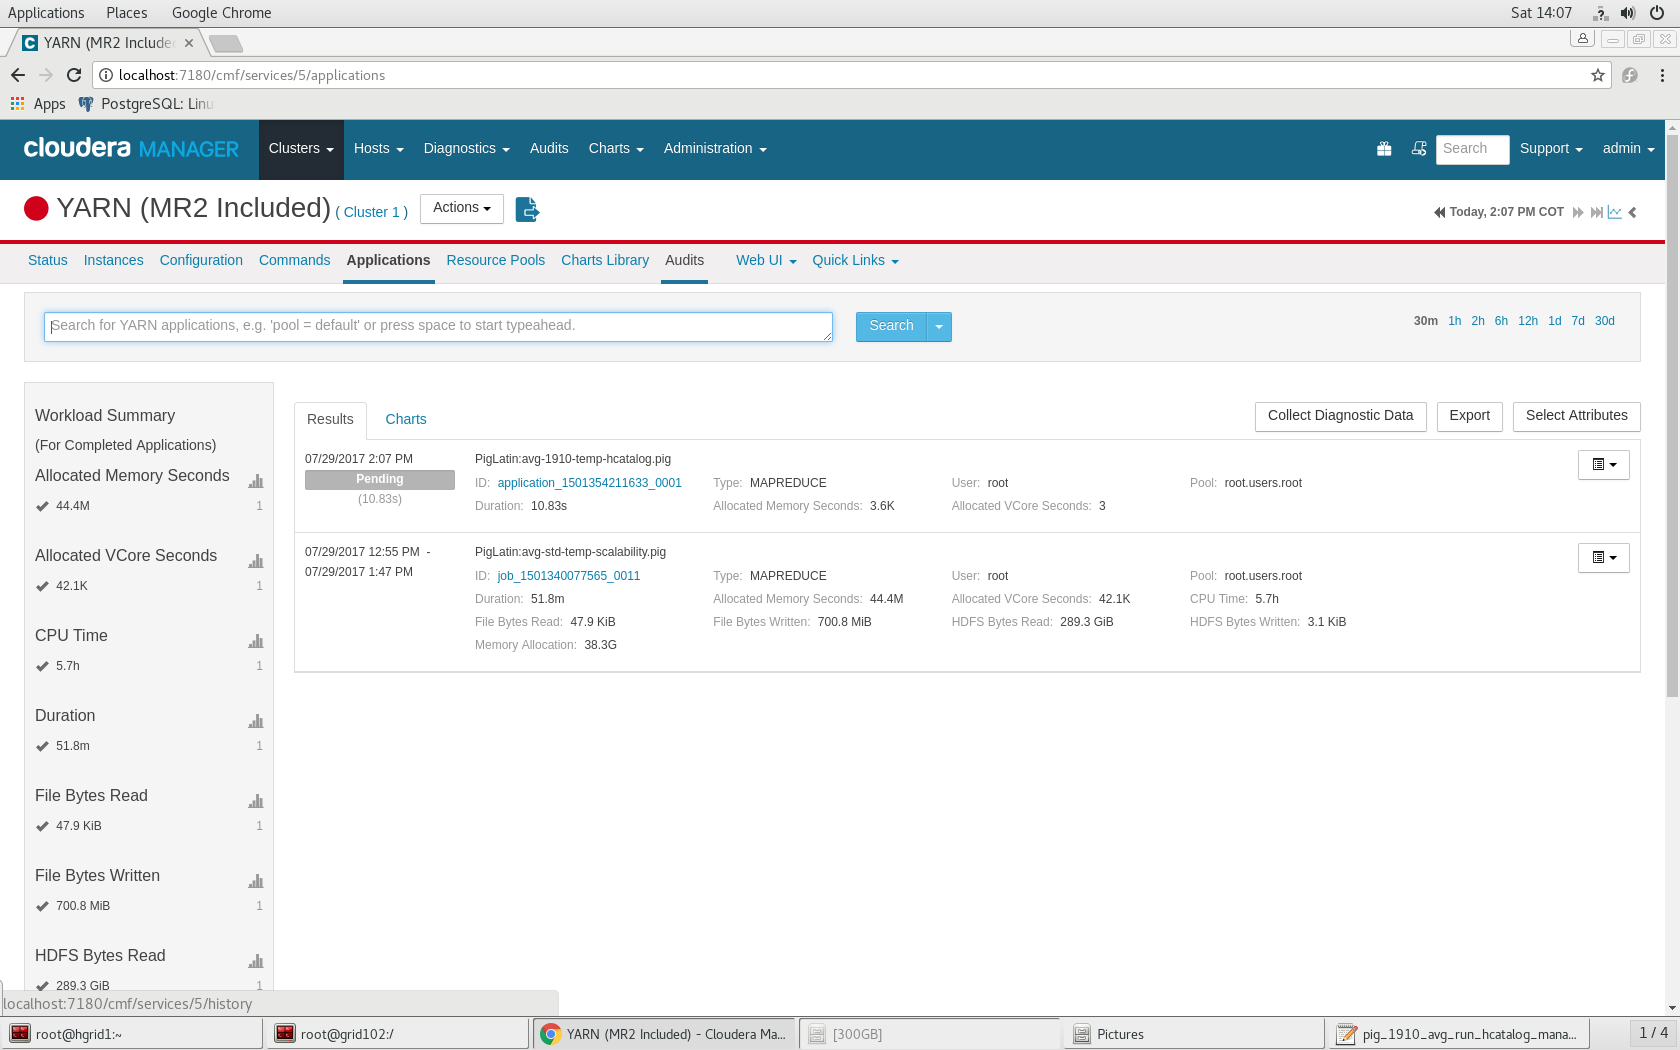 Applications Places Google Chrome Sat 14:07
YARN (MR2 Include
localhost:7180/cmf/services/5/applications
Apps PostgreSQL: Linu
cloudera MANAGER Clusters Hosts Diagnostics Audits Charts Administration Search Support admin
YARN (MR2 Included) ( Cluster 1 ) Actions Today, 2:07 PM COT
Status Instances Configuration Commands Applications Resource Pools Charts Library Audits Web UI Quick Links
Search for YARN applications, e.g. 'pool = default' or press space to start typeahead. Search 30m 1h 2h 6h 12h 1d 7d 30d
Workload Summary
(For Completed Applications)
Allocated Memory Seconds
44.4M 1
Allocated VCore Seconds
42.1K 1
CPU Time
5.7h 1
Duration
51.8m 1
File Bytes Read
47.9 KiB 1
File Bytes Written
700.8 MiB 1
HDFS Bytes Read
289.3 GiB 1
Results Charts Collect Diagnostic Data Export Select Attributes
07/29/2017 2:07 PM PigLatin:avg-1910-temp-hcatalog.pig
Pending ID: application_1501354211633_0001 Type: MAPREDUCE User: root Pool: root.users.root
(10.83s) Duration: 10.83s Allocated Memory Seconds: 3.6K Allocated VCore Seconds: 3
07/29/2017 12:55 PM - PigLatin:avg-std-temp-scalability.pig
07/29/2017 1:47 PM ID: job_1501340077565_0011 Type: MAPREDUCE User: root Pool: root.users.root
Duration: 51.8m Allocated Memory Seconds: 44.4M Allocated VCore Seconds: 42.1K CPU Time: 5.7h
File Bytes Read: 47.9 KiB File Bytes Written: 700.8 MiB HDFS Bytes Read: 289.3 GiB HDFS Bytes Written: 3.1 KiB
Memory Allocation: 38.3G
localhost:7180/cmf/services/5/history
root@hgrid1:~ root@grid102:/ YARN (MR2 Included) - Cloudera Ma... [300GB] Pictures pig_1910_avg_run_hcatalog_mana... 1 / 4